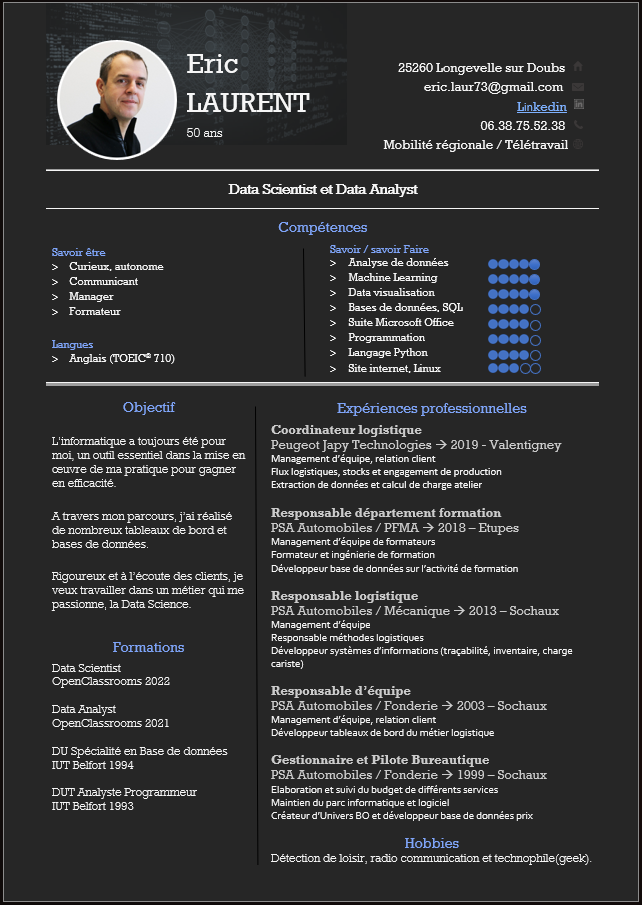 Eric
LAURENT
50 ans
25260 Longevelle sur Doubs
eric.laur73@gmail.com
Linkedin
06.38.75.52.38
Mobilité régionale / Télétravail
Data Scientist et Data Analyst
Compétences
Savoir être
> Curieux, autonome
> Communicant
> Manager
> Formateur
Langues
> Anglais (TOEIC® 710)
Savoir / savoir Faire
> Analyse de données
> Machine Learning
> Data visualisation
> Bases de données, SQL
> Suite Microsoft Office
> Programmation
> Langage Python
> Site internet, Linux
Objectif
L'informatique a toujours été pour
moi, un outil essentiel dans la mise en
œuvre de ma pratique pour gagner
en efficacité.
A travers mon parcours, j'ai réalisé
de nombreux tableaux de bord et
bases de données.
Rigoureux et à l'écoute des clients, je
veux travailler dans un métier qui me
passionne, la Data Science.
Formations
Data Scientist
OpenClassrooms 2022
Data Analyst
OpenClassrooms 2021
DU Spécialité en Base de données
IUT Belfort 1994
DUT Analyste Programmeur
IUT Belfort 1993
Expériences professionnelles
Coordinateur logistique
Peugeot Japy Technologies → 2019 - Valentigney
Management d'équipe, relation client
Flux logistiques, stocks et engagement de production
Extraction de données et calcul de charge atelier
Responsable département formation
PSA Automobiles / PFMA → 2018 – Etupes
Management d'équipe de formateurs
Formateur et ingénierie de formation
Développeur base de données sur l'activité de formation
Responsable logistique
PSA Automobiles / Mécanique → 2013 – Sochaux
Management d'équipe
Responsable méthodes logistiques
Développeur systèmes d'informations (traçabilité, inventaire, charge
cariste)
Responsable d'équipe
PSA Automobiles / Fonderie → 2003 – Sochaux
Management d'équipe, relation client
Développeur tableaux de bord du métier logistique
Gestionnaire et Pilote Bureautique
PSA Automobiles / Fonderie → 1999 – Sochaux
Elaboration et suivi du budget de différents services
Maintien du parc informatique et logiciel
Créateur d'Univers BO et développeur base de données prix
Hobbies
Détection de loisir, radio communication et technophile(geek).